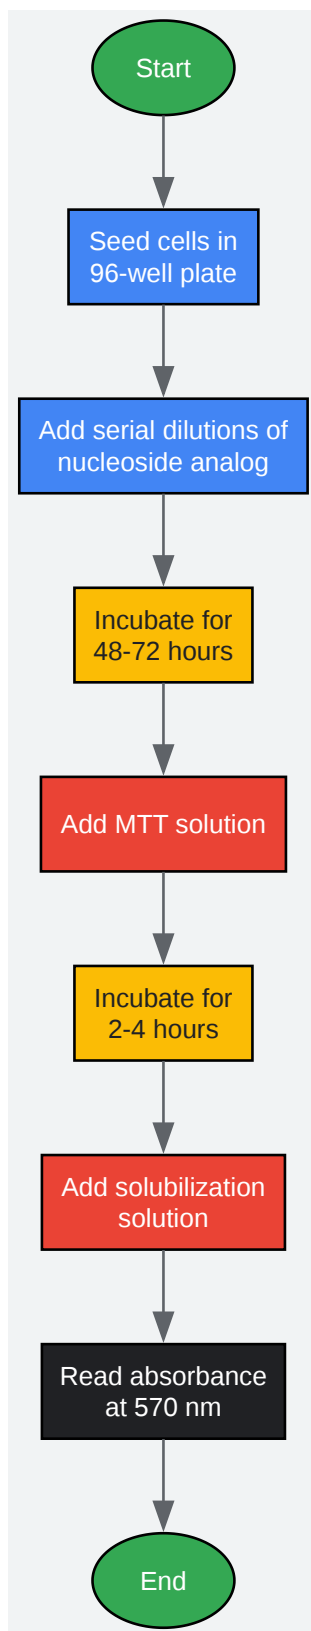 Start
Seed cells in
96-well plate
Add serial dilutions of
nucleoside analog
Incubate for
48-72 hours
Add MTT solution
Incubate for
2-4 hours
Add solubilization
solution
Read absorbance
at 570 nm
End